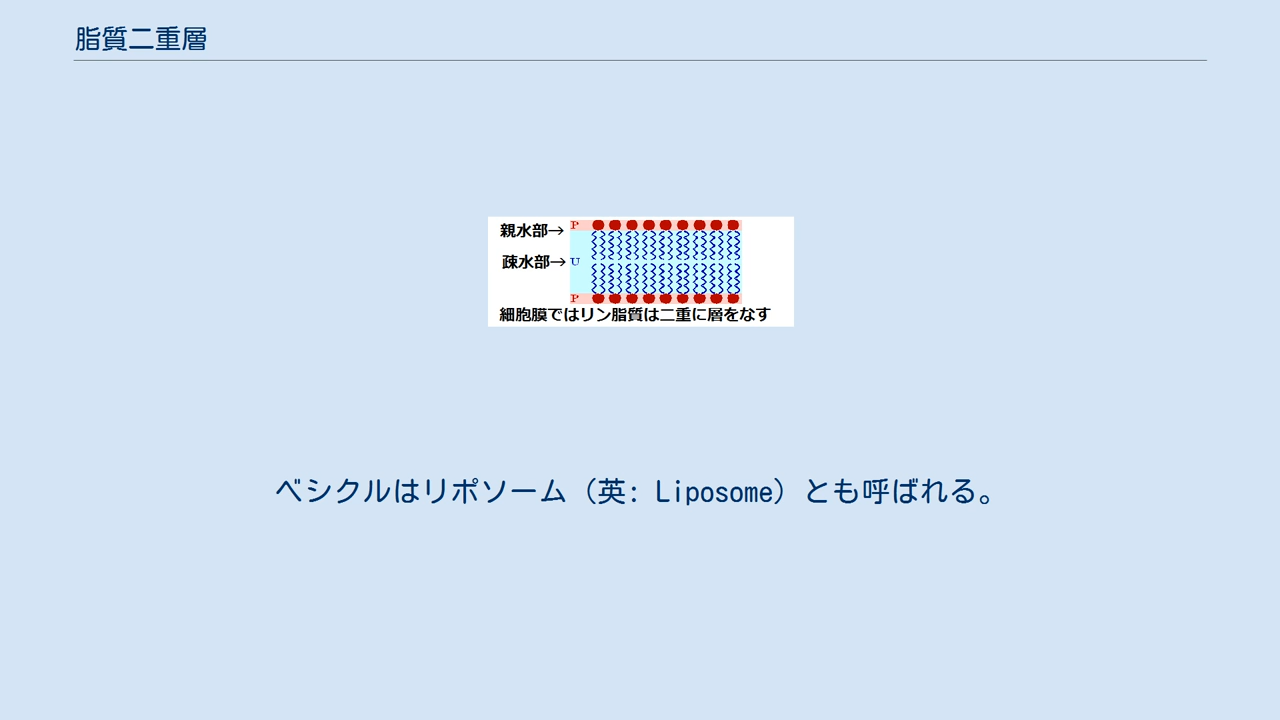 脂質二重層
親水部→ P
疎水部→ U
P
細胞膜ではリン脂質は二重に層をなす
ベシクルはリポソーム（英: Liposome）とも呼ばれる。